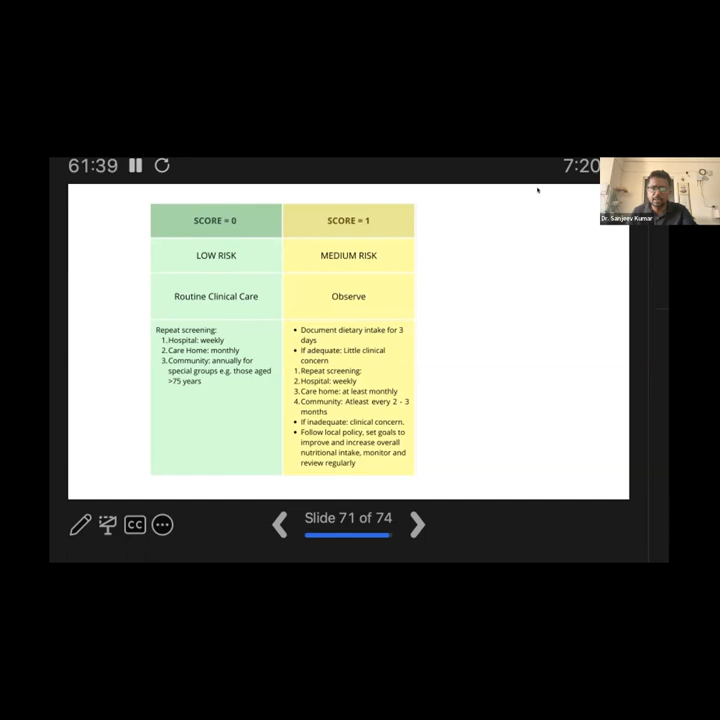 61:39
7:20
Dr. Sanjeev Kumar
SCORE = 0
SCORE = 1
LOW RISK
MEDIUM RISK
Routine Clinical Care
Observe
Repeat screening:
1.Hospital: weekly
2.Care Home: monthly
3.Community: annually for
special groups e.g. those aged
>75 years
• Document dietary intake for 3
days
• If adequate: Little clinical
concern
1.Repeat screening:
2.Hospital: weekly
3.Care home: at least monthly
4.Community: Atleast every 2 - 3
months
• If inadequate: clinical concern.
• Follow local policy, set goals to
improve and increase overall
nutritional intake, monitor and
review regularly
CC
Slide 71 of 74